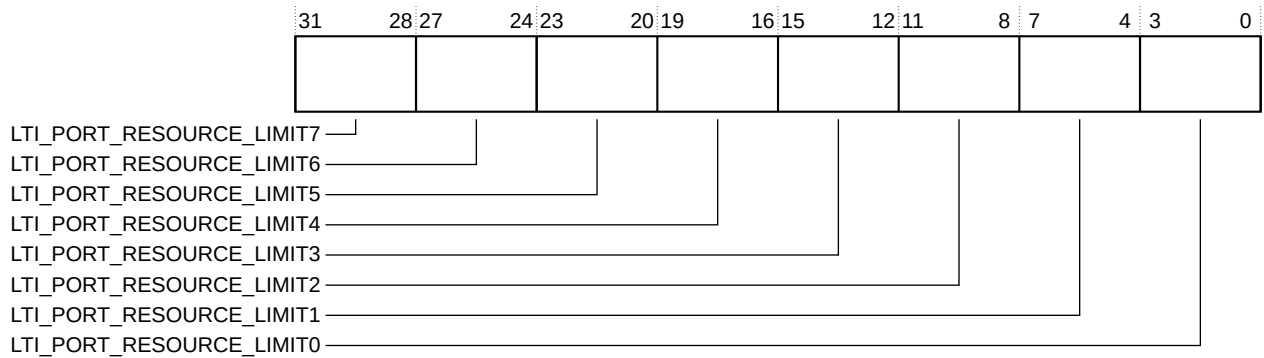 31 28 27 24 23 20 19 16 15 12 11 8 7 4 3 0
LTI_PORT_RESOURCE_LIMIT7
LTI_PORT_RESOURCE_LIMIT6
LTI_PORT_RESOURCE_LIMIT5
LTI_PORT_RESOURCE_LIMIT4
LTI_PORT_RESOURCE_LIMIT3
LTI_PORT_RESOURCE_LIMIT2
LTI_PORT_RESOURCE_LIMIT1
LTI_PORT_RESOURCE_LIMIT0